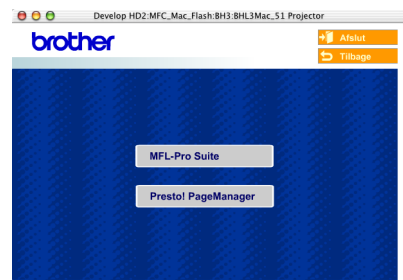 Develop HD2:MFC_Mac_Flash:BH3:BHL3Mac_51 Projector
brother
Afslut
Tilbage
MFL-Pro Suite
Presto! PageManager